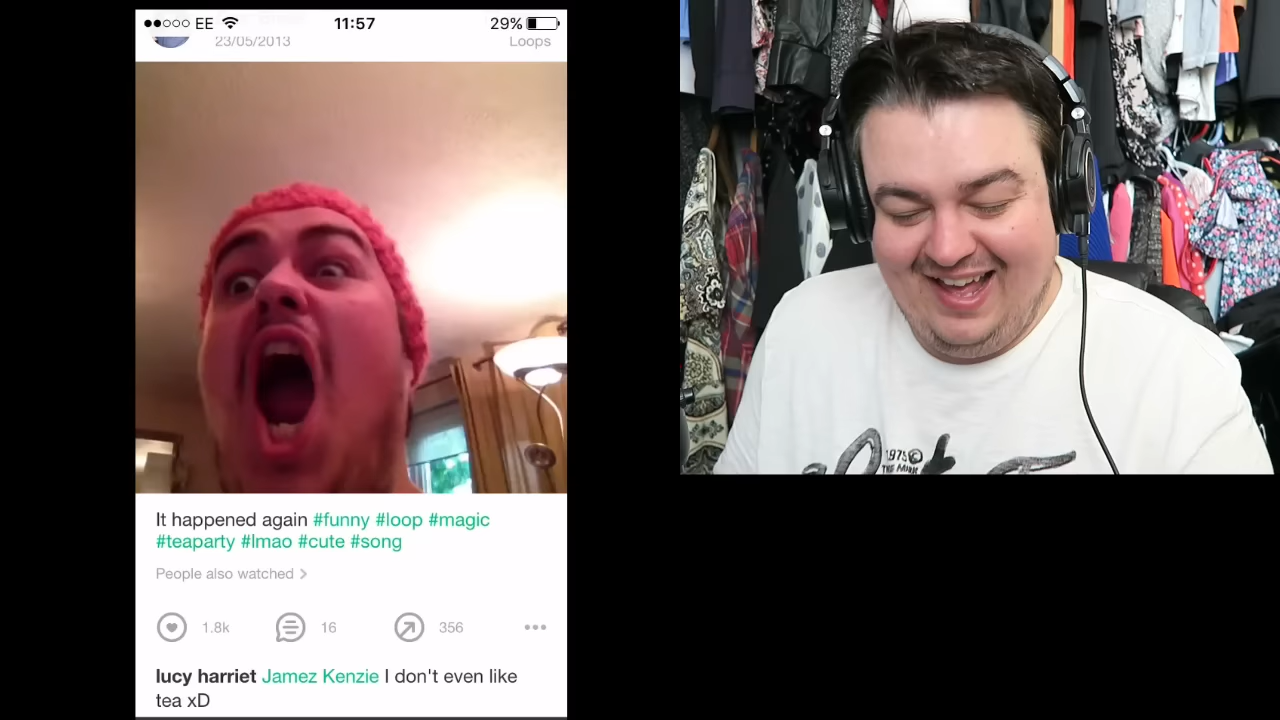 EE 11:57 29%
23/05/2013 Loops
It happened again #funny #loop #magic
#teaparty #lmao #cute #song
People also watched >
1.8k 16 356 •••
lucy harriet Jamez Kenzie I don't even like
tea xD
1975©